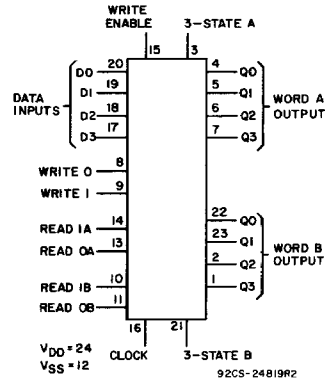 WRITE
ENABLE
3-STATE A
15
3
DATA
INPUTS
D0
20
D1
19
D2
18
D3
17
4
Q0
5
Q1
6
Q2
7
Q3
WORD A
OUTPUT
WRITE 0
8
WRITE 1
9
READ 1A
14
READ 0A
13
READ 1B
10
READ 0B
11
22
Q0
23
Q1
2
Q2
1
Q3
WORD B
OUTPUT
16
21
VDD = 24
VSS = 12
CLOCK
3-STATE B
92CS-24819R2